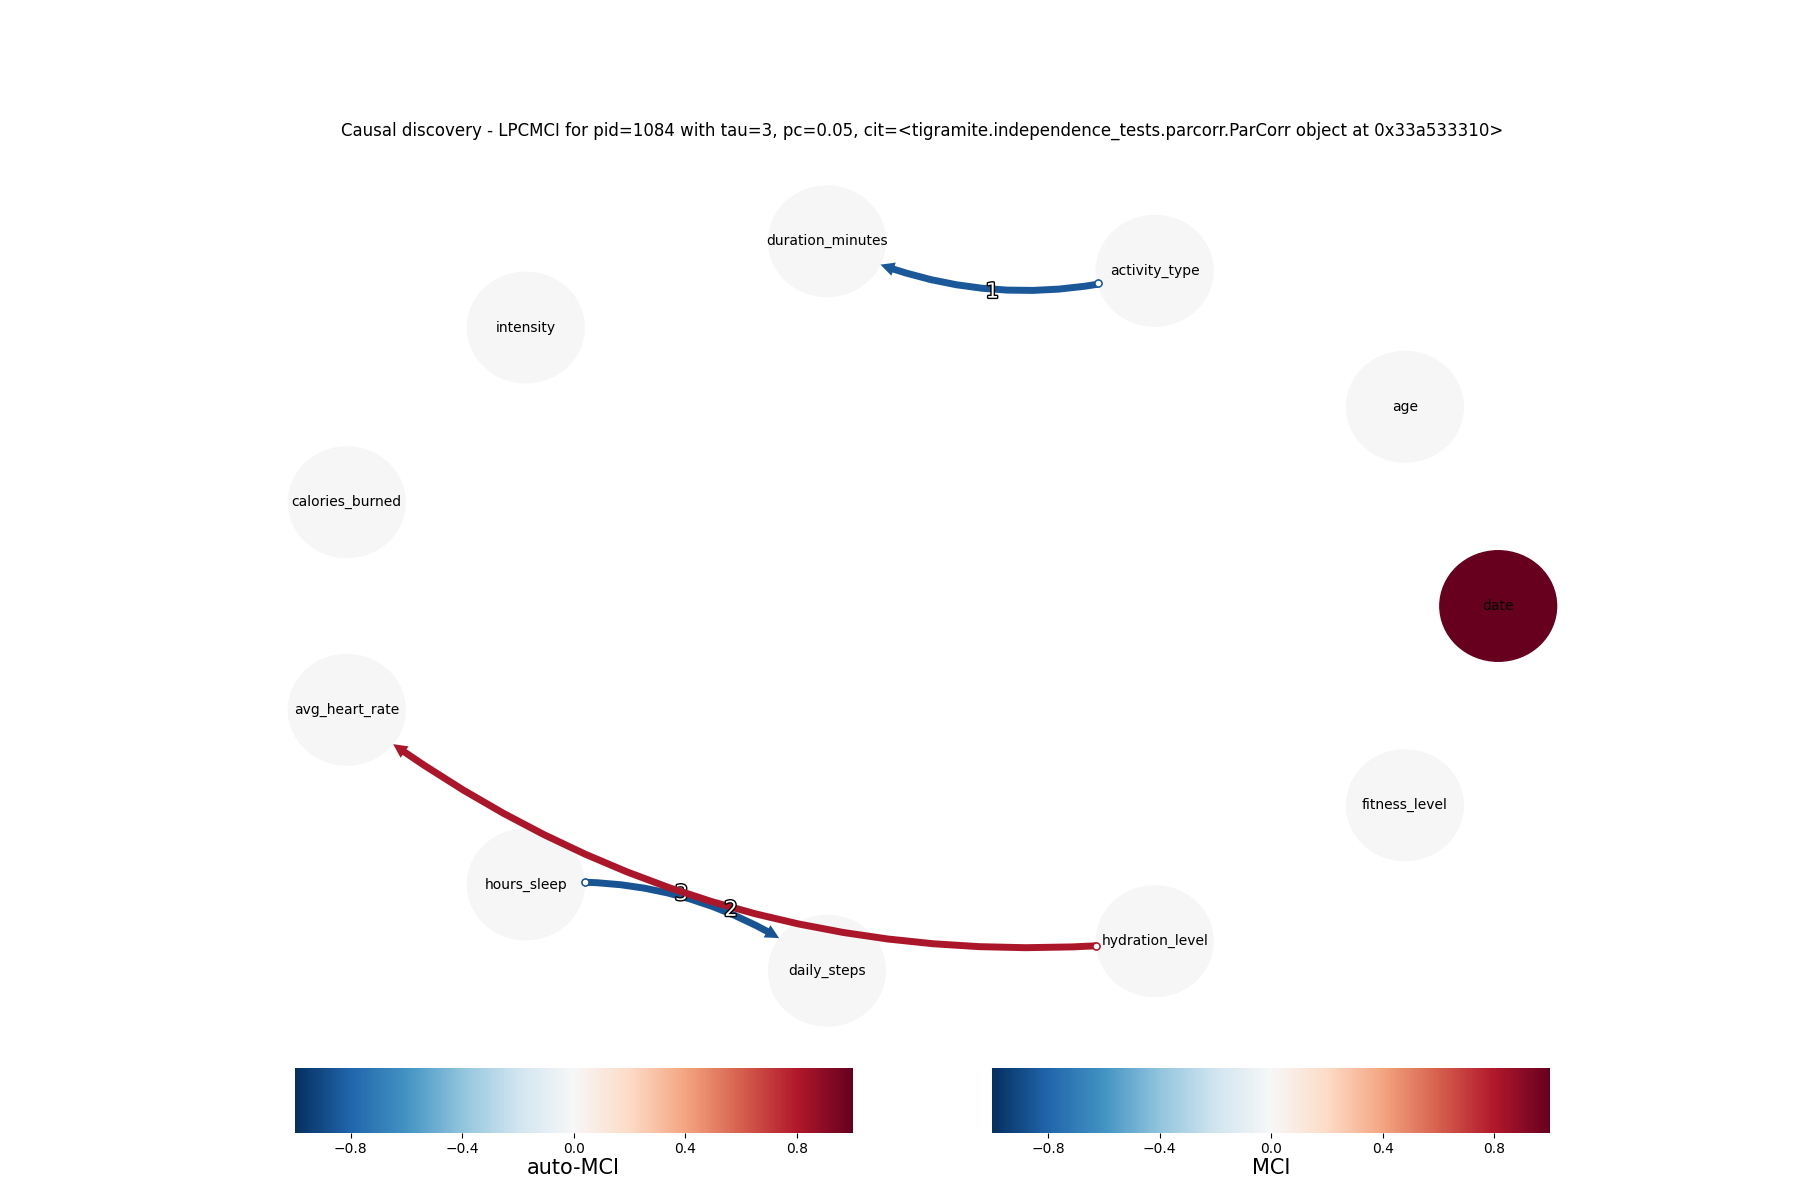 Causal discovery - LPCMCI for pid=1084 with tau=3, pc=0.05, cit=<tigramite.independence_tests.parcorr.ParCorr object at 0x33a533310>
duration_minutes
activity_type
1
intensity
age
calories_burned
date
avg_heart_rate
fitness_level
hours_sleep
3
2
hydration_level
daily_steps
−0.8 −0.4 0.0 0.4 0.8
auto-MCI
−0.8 −0.4 0.0 0.4 0.8
MCI